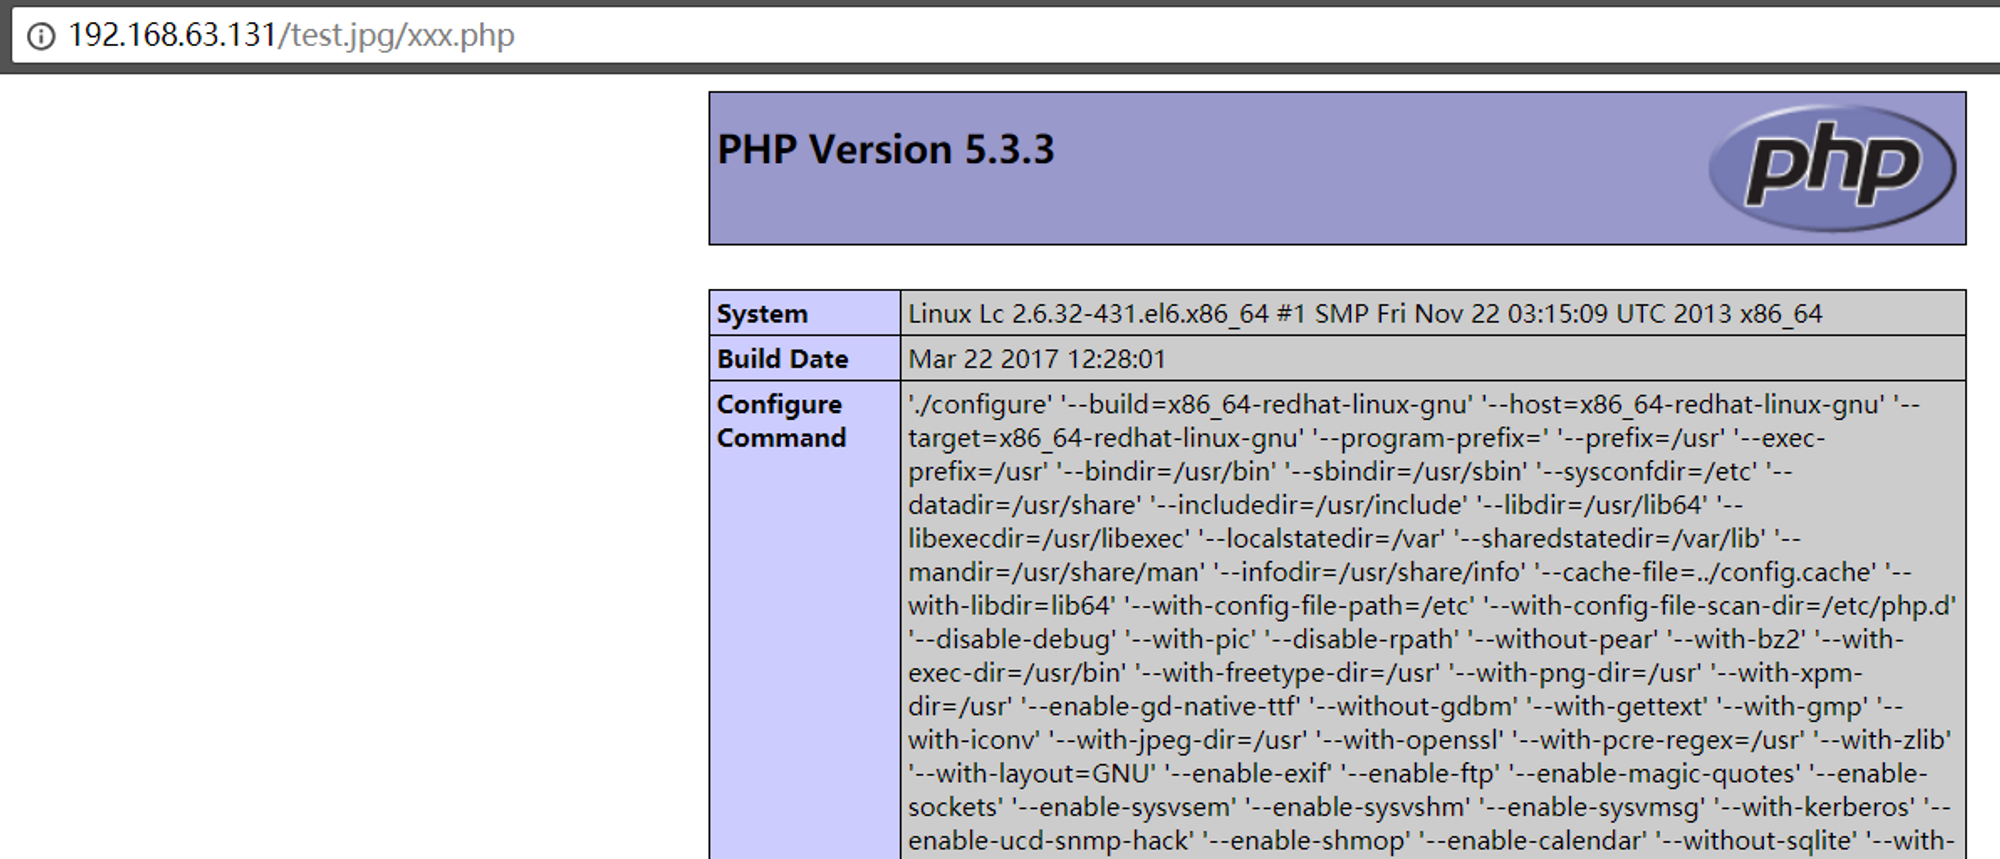 192.168.63.131/test.jpg/xxx.php
PHP Version 5.3.3
php
System
Linux Lc 2.6.32-431.el6.x86_64 #1 SMP Fri Nov 22 03:15:09 UTC 2013 x86_64
Build Date
Mar 22 2017 12:28:01
Configure
Command
'./configure' '--build=x86_64-redhat-linux-gnu' '--host=x86_64-redhat-linux-gnu' '--
target=x86_64-redhat-linux-gnu' '--program-prefix=' '--prefix=/usr' '--exec-
prefix=/usr' '--bindir=/usr/bin' '--sbindir=/usr/sbin' '--sysconfdir=/etc' '--
datadir=/usr/share' '--includedir=/usr/include' '--libdir=/usr/lib64' '--
libexecdir=/usr/libexec' '--localstatedir=/var' '--sharedstatedir=/var/lib' '--
mandir=/usr/share/man' '--infodir=/usr/share/info' '--cache-file=../config.cache' '--
with-libdir=lib64' '--with-config-file-path=/etc' '--with-config-file-scan-dir=/etc/php.d'
'--disable-debug' '--with-pic' '--disable-rpath' '--without-pear' '--with-bz2' '--with-
exec-dir=/usr/bin' '--with-freetype-dir=/usr' '--with-png-dir=/usr' '--with-xpm-
dir=/usr' '--enable-gd-native-ttf' '--without-gdbm' '--with-gettext' '--with-gmp' '--
with-iconv' '--with-jpeg-dir=/usr' '--with-openssl' '--with-pcre-regex=/usr' '--with-zlib'
'--with-layout=GNU' '--enable-exif' '--enable-ftp' '--enable-magic-quotes' '--enable-
sockets' '--enable-sysvsem' '--enable-sysvshm' '--enable-sysvmsg' '--with-kerberos' '--
enable-ucd-snmp-hack' '--enable-shmop' '--enable-calendar' '--without-sqlite' '--with-